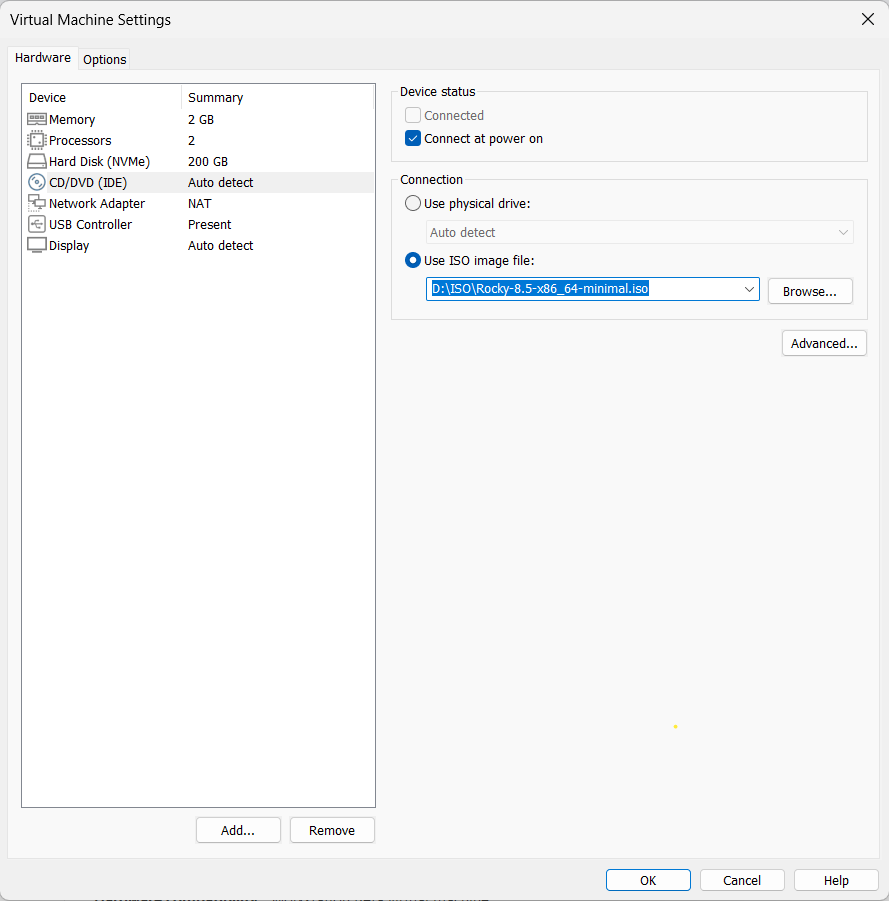 Virtual Machine Settings
Hardware Options
Device Summary
Memory 2 GB
Processors 2
Hard Disk (NVMe) 200 GB
CD/DVD (IDE) Auto detect
Network Adapter NAT
USB Controller Present
Display Auto detect
Add... Remove
Device status
Connected
Connect at power on
Connection
Use physical drive:
Auto detect
Use ISO image file:
D:\ISO\Rocky-8.5-x86_64-minimal.iso Browse...
Advanced...
OK Cancel Help